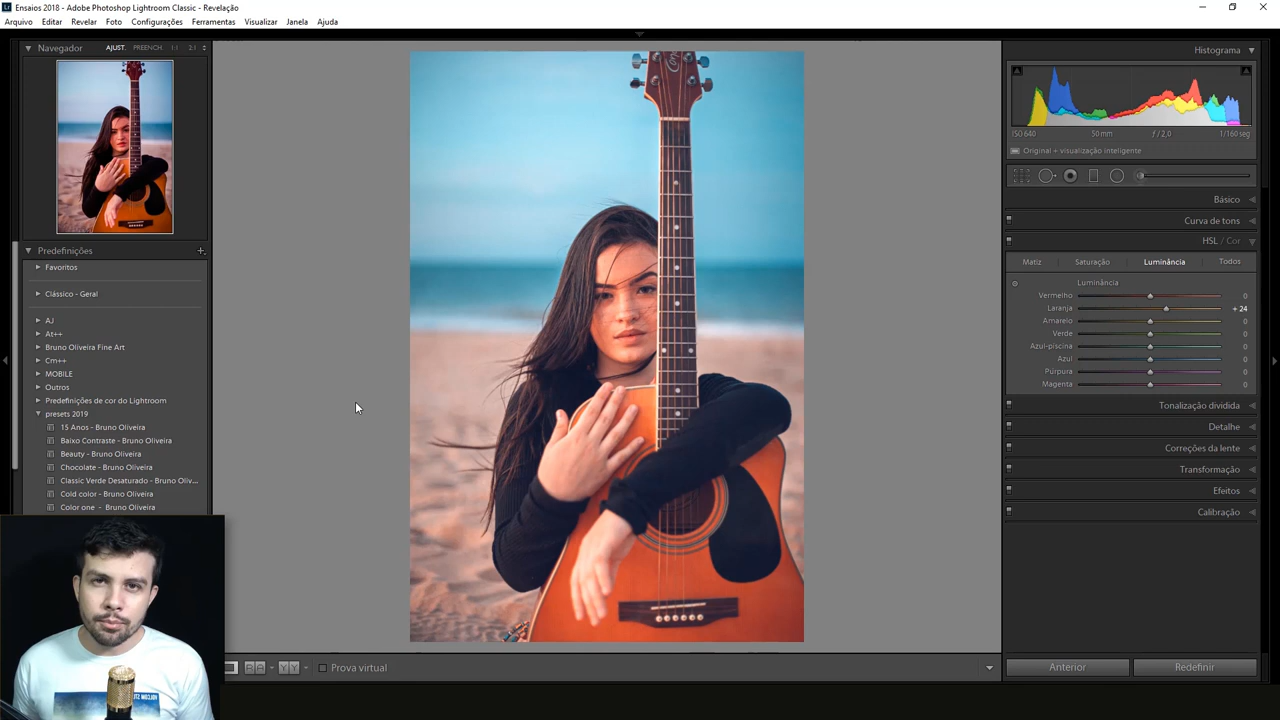 Ensaios 2018 - Adobe Photoshop Lightroom Classic - Revelação
Arquivo Editar Revelar Foto Configurações Ferramentas Visualizar Janela Ajuda
Navegador AJUST. PREENCH. 1:1 2:1
Predefinições
Favoritos
Clássico - Geral
AJ
At++
Bruno Oliveira Fine Art
Cm++
MOBILE
Outros
Predefinições de cor do Lightroom
presets 2019
15 Anos - Bruno Oliveira
Baixo Contraste - Bruno Oliveira
Beauty - Bruno Oliveira
Chocolate - Bruno Oliveira
Classic Verde Desaturado - Bruno Oliv...
Cold color - Bruno Oliveira
Color one - Bruno Oliveira
Prova virtual
Histograma
ISO 640 50 mm ƒ / 2,0 1/160 seg
Original + visualização inteligente
Básico
Curva de tons
HSL / Cor
Matiz Saturação Luminância Todos
Luminância
Vermelho 0
Laranja + 24
Amarelo 0
Verde 0
Azul-piscina 0
Azul 0
Púrpura 0
Magenta 0
Tonalização dividida
Detalhe
Correções da lente
Transformação
Efeitos
Calibração
Anterior Redefinir